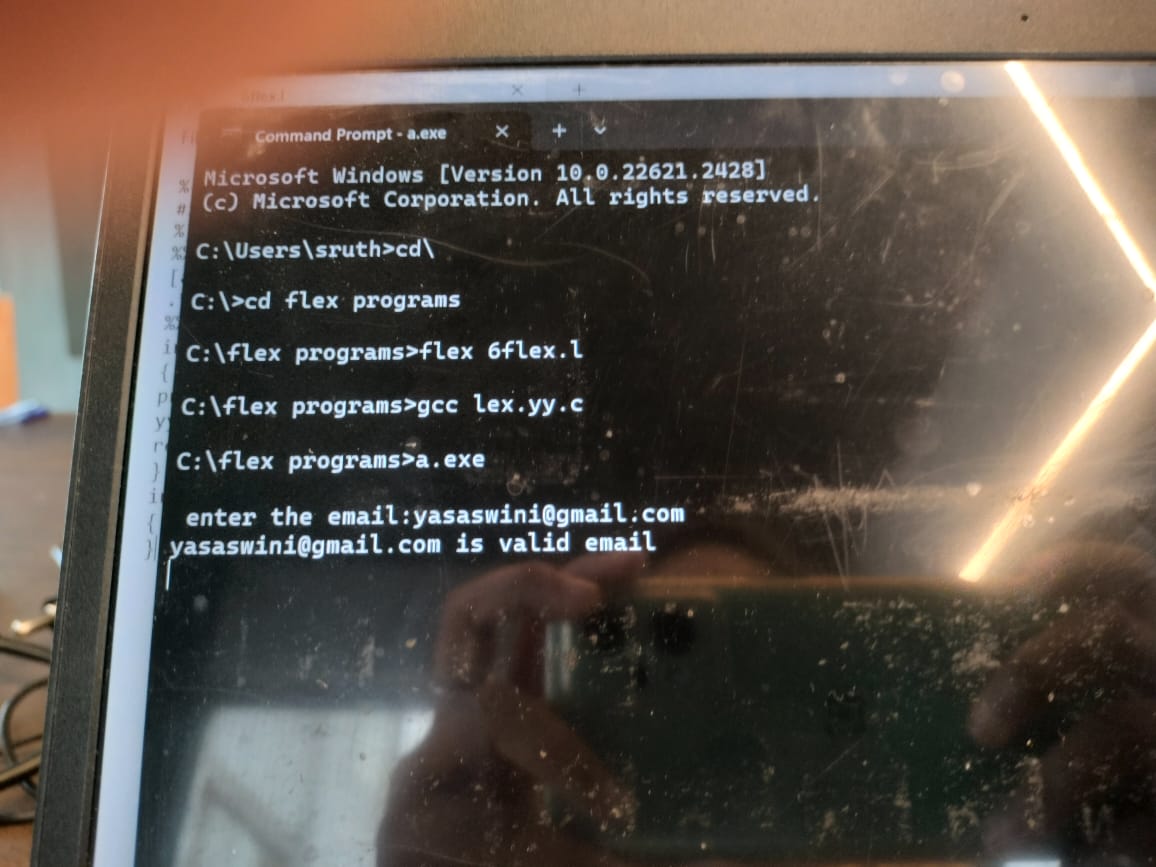 Command Prompt - a.exe
Microsoft Windows [Version 10.0.22621.2428]
(c) Microsoft Corporation. All rights reserved.
C:\Users\sruth>cd\
C:\>cd flex programs
C:\flex programs>flex 6flex.l
C:\flex programs>gcc lex.yy.c
C:\flex programs>a.exe
enter the email:yasaswini@gmail.com
yasaswini@gmail.com is valid email